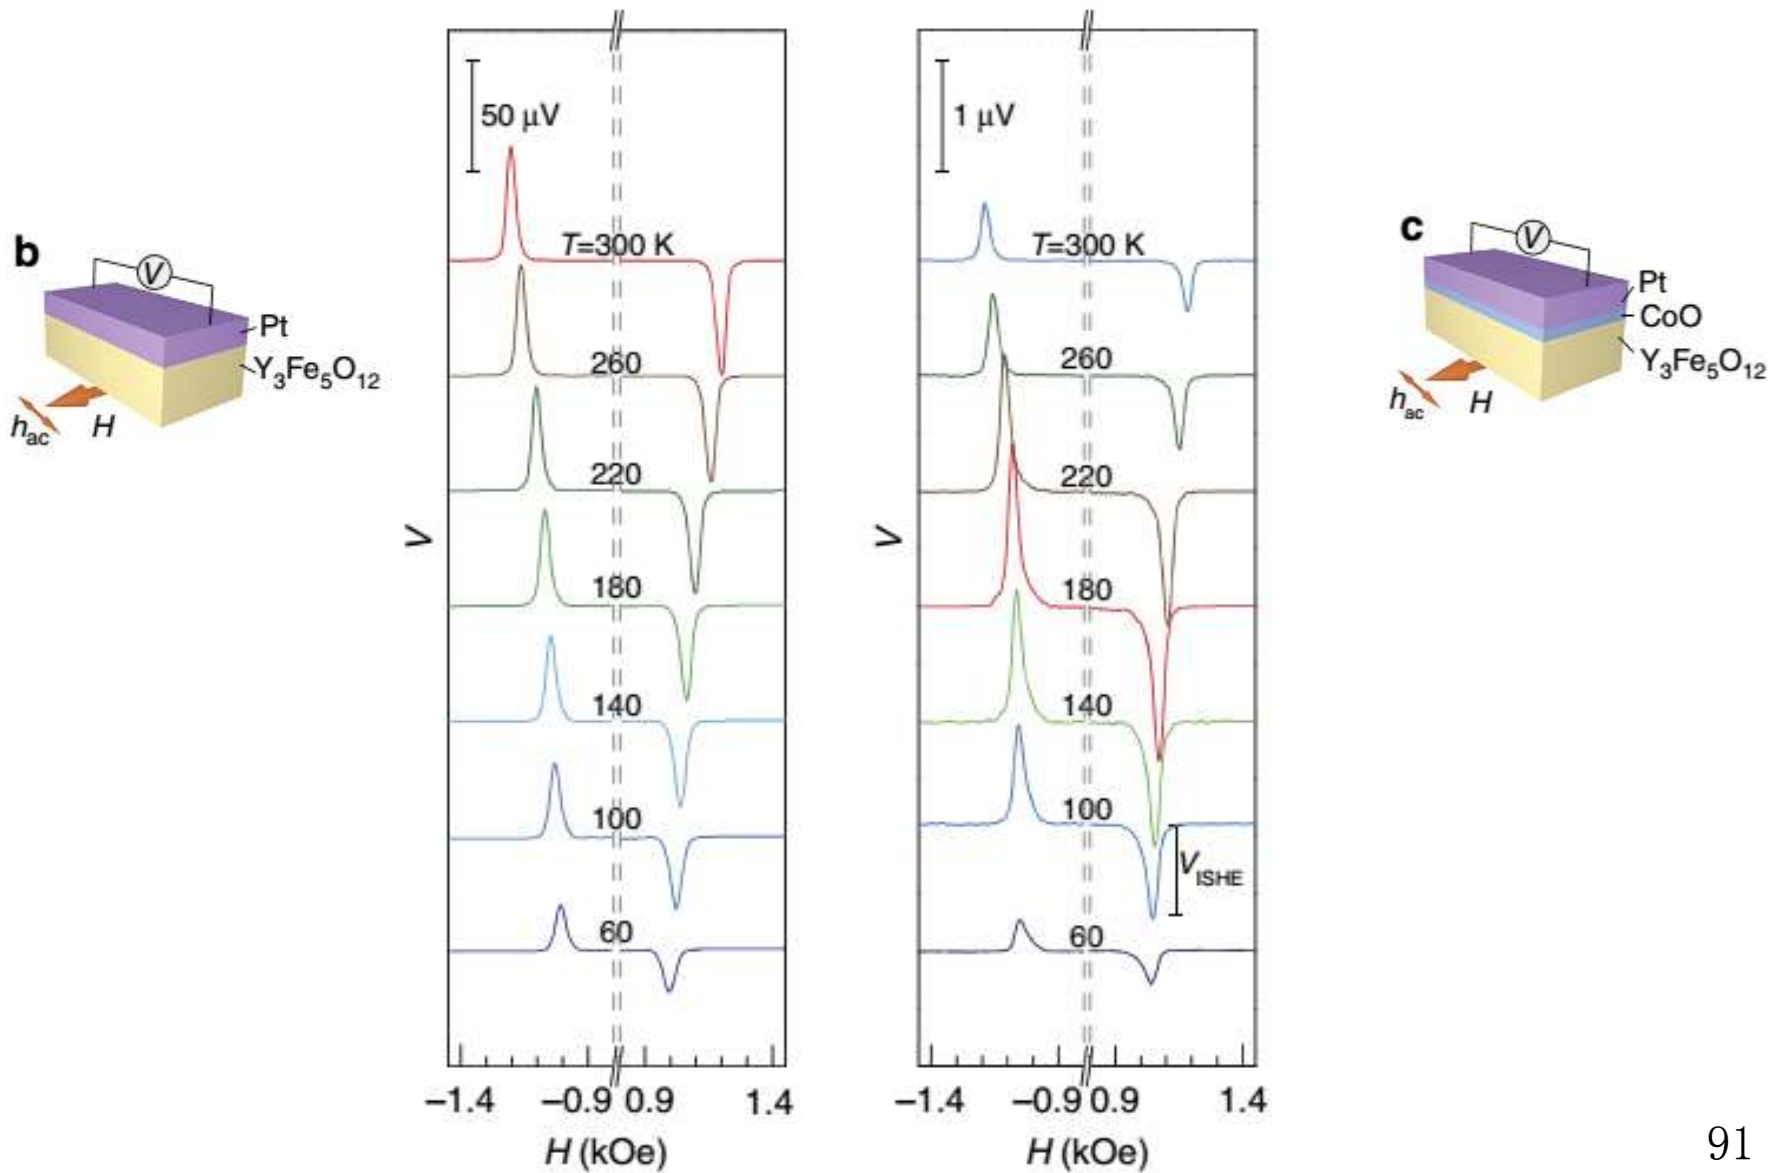 b
V
Pt
Y3Fe5O12
hac
H
50 μV
T=300 K
260
220
180
140
100
60
V
−1.4 −0.9 0.9 1.4
H (kOe)
1 μV
T=300 K
260
220
180
140
100
VISHE
60
V
−1.4 −0.9 0.9 1.4
H (kOe)
c
V
Pt
CoO
Y3Fe5O12
hac
H
91